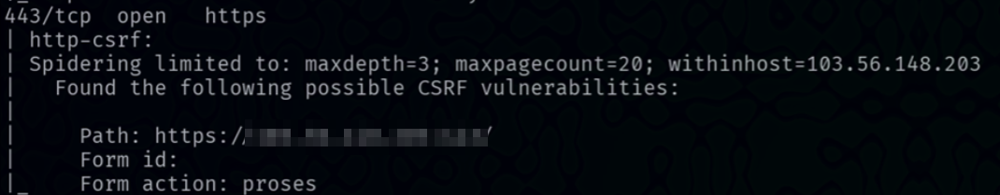 443/tcp open https
| http-csrf:
| Spidering limited to: maxdepth=3; maxpagecount=20; withinhost=103.56.148.203
| Found the following possible CSRF vulnerabilities:
|
| Path: https:/
| Form id:
|_ Form action: proses